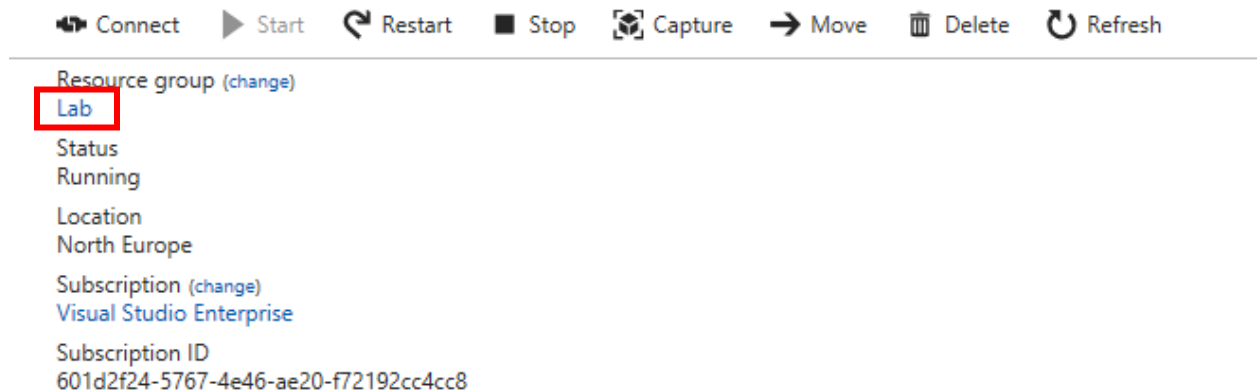 Connect Start Restart Stop Capture Move Delete Refresh
Resource group (change)
Lab
Status
Running
Location
North Europe
Subscription (change)
Visual Studio Enterprise
Subscription ID
601d2f24-5767-4e46-ae20-f72192cc4cc8